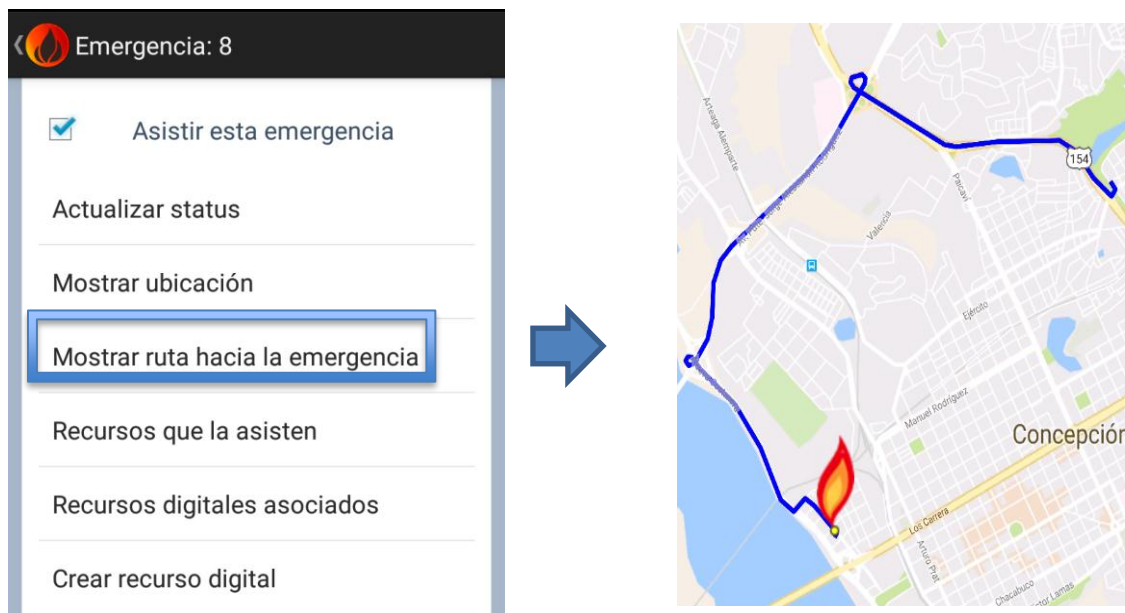 Emergencia: 8
Asistir esta emergencia
Actualizar status
Mostrar ubicación
Mostrar ruta hacia la emergencia
Recursos que la asisten
Recursos digitales asociados
Crear recurso digital
Arteaga Alemparte
154
Paicaví
Valencia
Ejército
Manuel Rodríguez
Concepción
Los Carrera
Arturo Prat
Chacabuco